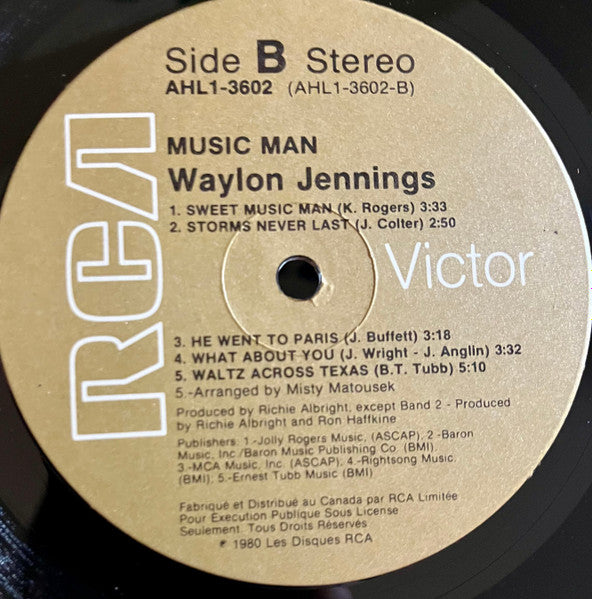 Side B Stereo
AHL1-3602 (AHL1-3602-B)
MUSIC MAN
Waylon Jennings
1. SWEET MUSIC MAN (K. Rogers) 3:33
2. STORMS NEVER LAST (J. Colter) 2:50
RCA
Victor
3. HE WENT TO PARIS (J. Buffett) 3:18
4. WHAT ABOUT YOU (J. Wright - J. Anglin) 3:32
5. WALTZ ACROSS TEXAS (B.T. Tubb) 5:10
5.-Arranged by Misty Matousek
Produced by Richie Albright, except Band 2 - Produced
by Richie Albright and Ron Haffkine
Publishers: 1.-Jolly Rogers Music, (ASCAP), 2.-Baron
Music, Inc/Baron Music Publishing Co. (BMI),
3.-MCA Music, Inc. (ASCAP), 4.-Rightsong Music,
(BMI); 5.-Ernest Tubb Music (BMI)
Fabriqué et Distribué au Canada par RCA Limitée
Pour Éxecution Publique Sous License
Seulement. Tous Droits Réservés
℗ 1980 Les Disques RCA